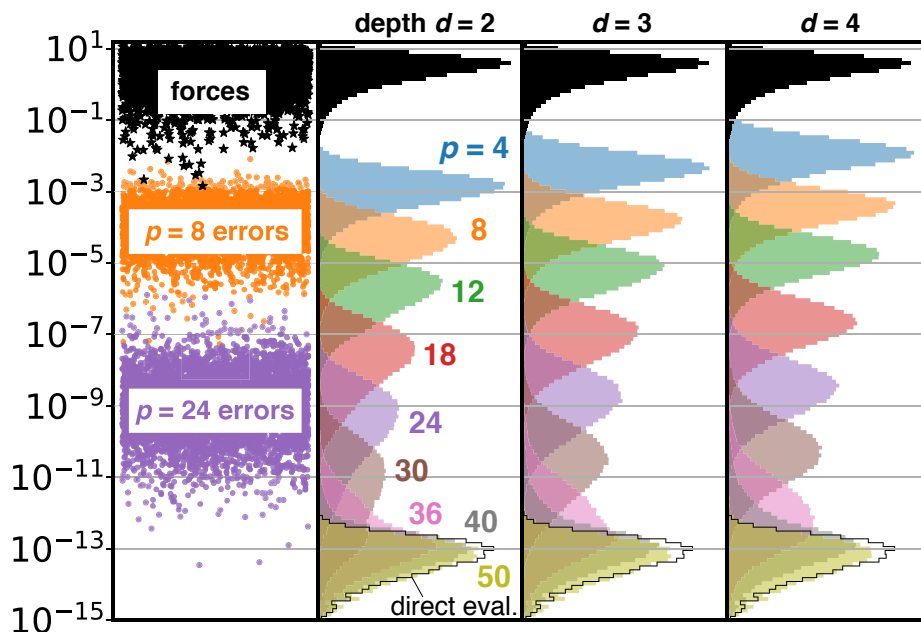 depth d = 2
d = 3
d = 4
10^1
10^-1
10^-3
10^-5
10^-7
10^-9
10^-11
10^-13
10^-15
forces
p = 8 errors
p = 24 errors
p = 4
8
12
18
24
30
36
40
50
direct eval.